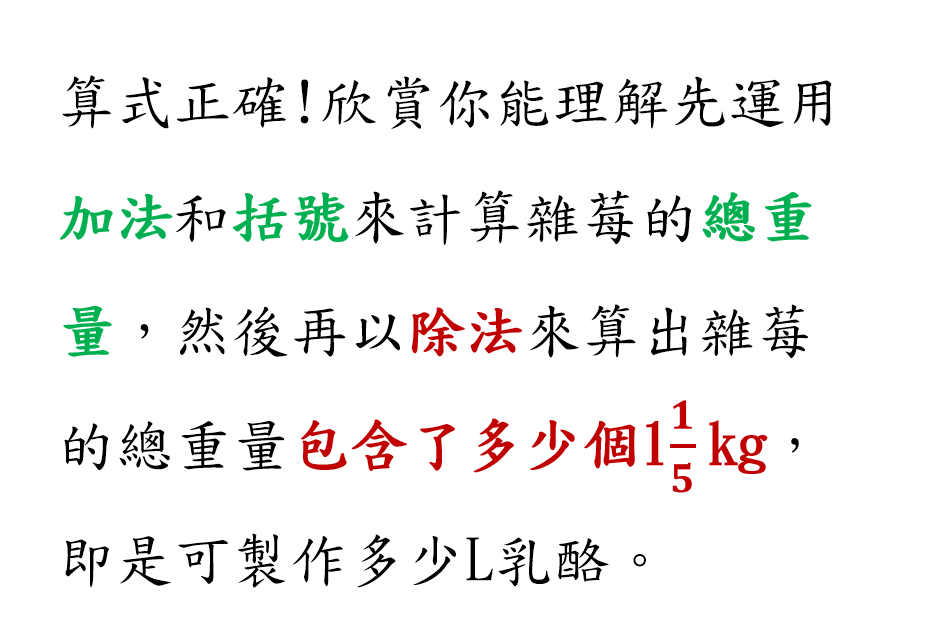 算式正確!欣賞你能理解先運用
加法和括號來計算雜莓的總重
量，然後再以除法來算出雜莓
的總重量包含了多少個1 1/5 kg，
即是可製作多少L乳酪。